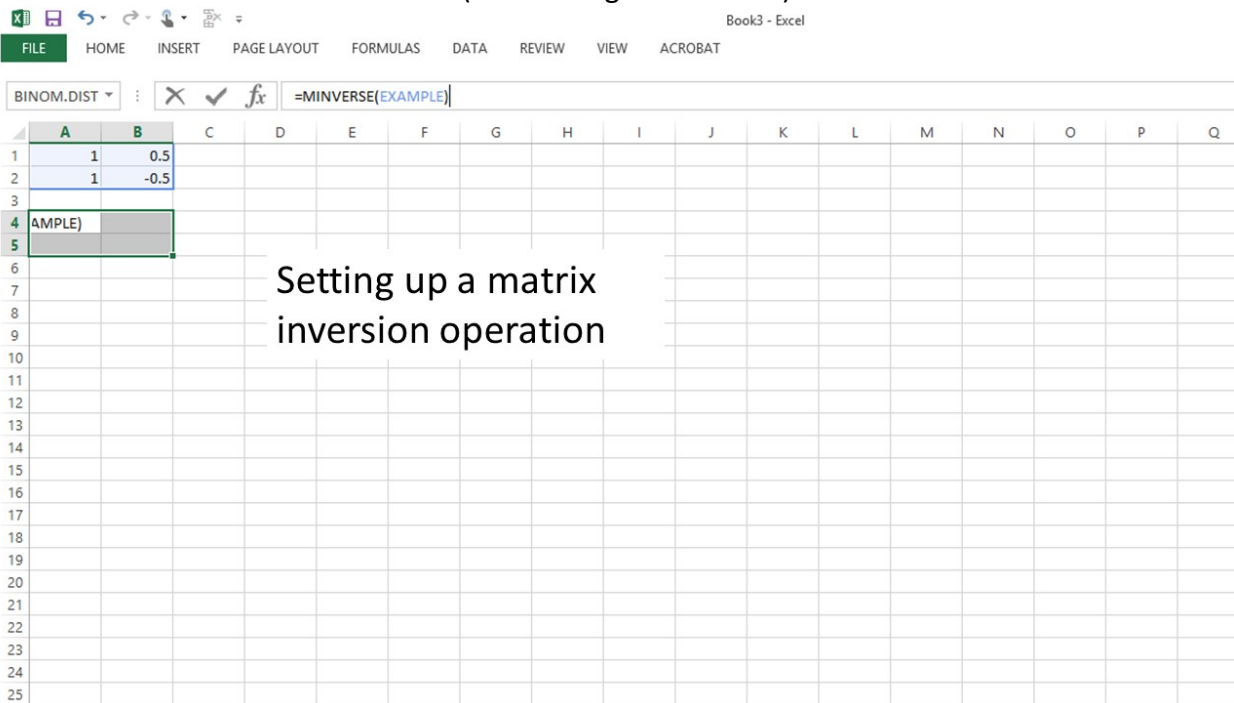 Book3 - Excel
FILE HOME INSERT PAGE LAYOUT FORMULAS DATA REVIEW VIEW ACROBAT
BINOM.DIST fx =MINVERSE(EXAMPLE)
A B C D E F G H I J K L M N O P Q
1 1 0.5
2 1 -0.5
3
4 AMPLE)
5
6
7
8
9
10
11
12
13
14
15
16
17
18
19
20
21
22
23
24
25
Setting up a matrix
inversion operation